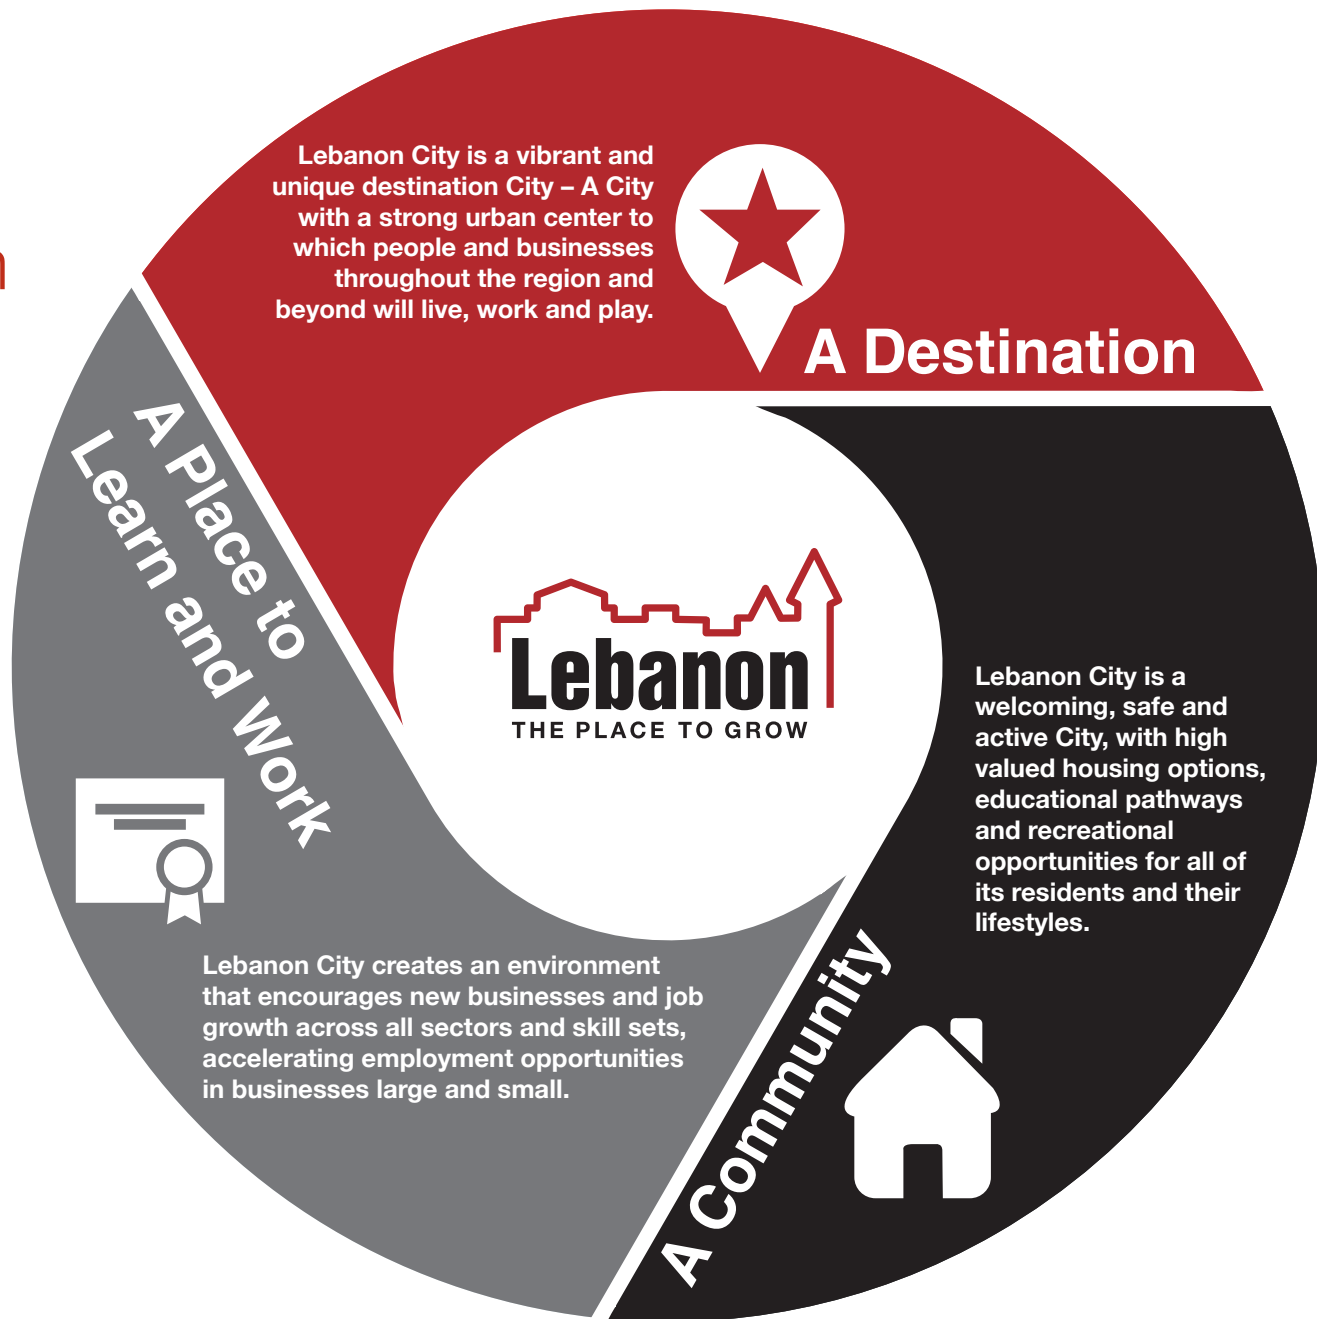 Lebanon City is a vibrant and
unique destination City – A City
with a strong urban center to
which people and businesses
throughout the region and
beyond will live, work and play.
A Destination
A Place to
Learn and Work
Lebanon
THE PLACE TO GROW
Lebanon City is a
welcoming, safe and
active City, with high
valued housing options,
educational pathways
and recreational
opportunities for all of
its residents and their
lifestyles.
Lebanon City creates an environment
that encourages new businesses and job
growth across all sectors and skill sets,
accelerating employment opportunities
in businesses large and small.
A Community